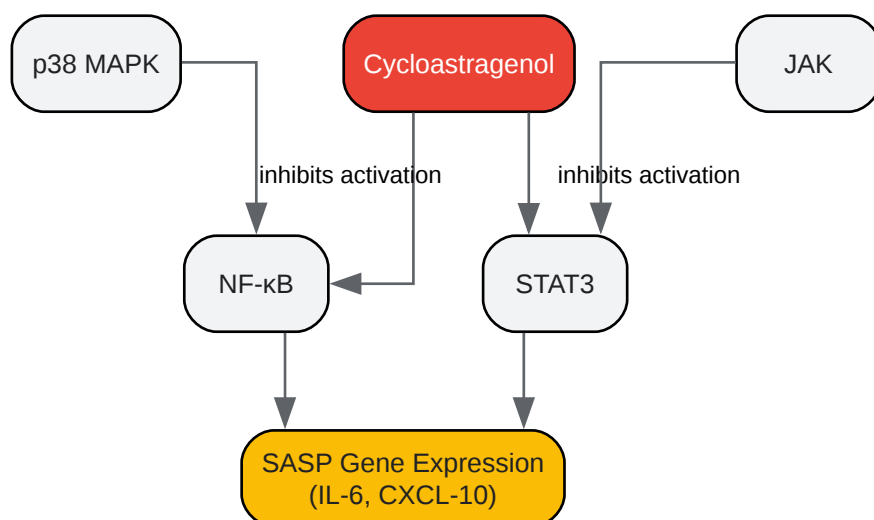 p38 MAPK
Cycloastragenol
JAK
inhibits activation
inhibits activation
NF-κB
STAT3
SASP Gene Expression
(IL-6, CXCL-10)